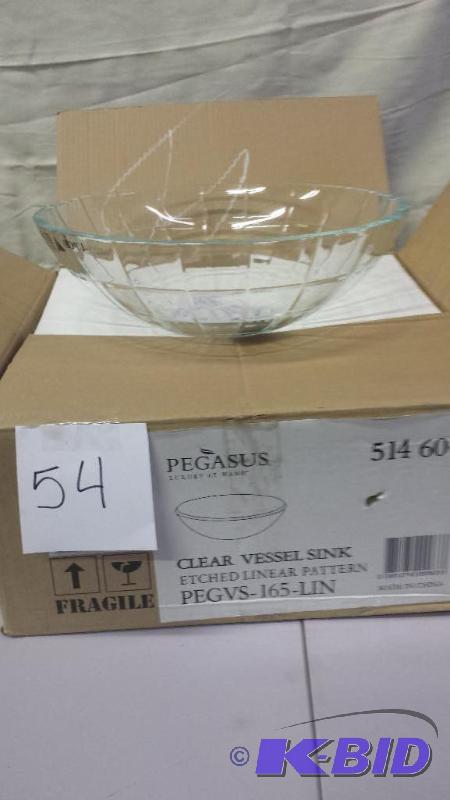 54
PEGASUS
LUXURY AT HAND
514 60
CLEAR VESSEL SINK
ETCHED LINEAR PATTERN
PEGVS-165-LIN
MADE IN CHINA
FRAGILE
© K-BID